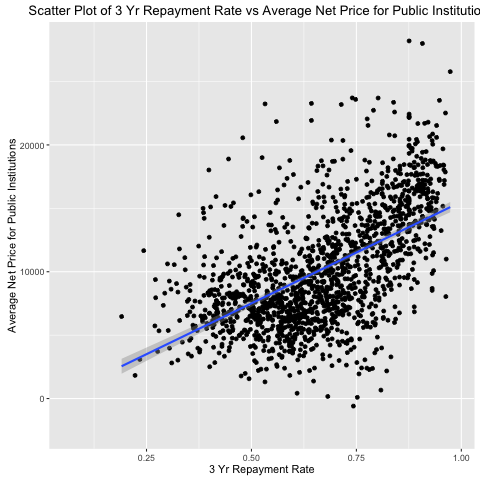 Scatter Plot of 3 Yr Repayment Rate vs Average Net Price for Public Institutio
Average Net Price for Public Institutions
20000
10000
0
0.25 0.50 0.75 1.00
3 Yr Repayment Rate